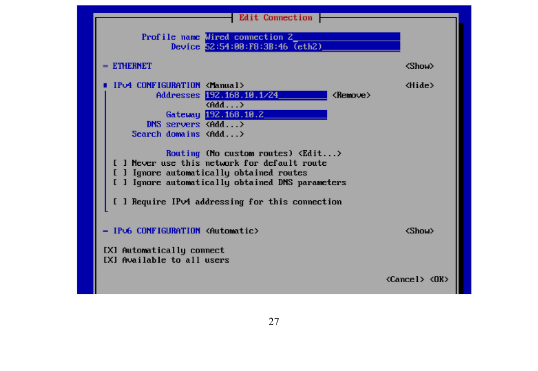 Edit Connection
Profile name Wired connection 2
Device 52:54:00:F8:3B:46 (eth2)
= ETHERNET <Show>
IPv4 CONFIGURATION <Manual> <Hide>
Addresses 192.168.10.1/24 <Remove>
<Add...>
Gateway 192.168.10.2
DNS servers <Add...>
Search domains <Add...>
Routing (No custom routes) <Edit...>
[ ] Never use this network for default route
[ ] Ignore automatically obtained routes
[ ] Ignore automatically obtained DNS parameters
[ ] Require IPv4 addressing for this connection
= IPv6 CONFIGURATION <Automatic> <Show>
[X] Automatically connect
[X] Available to all users
<Cancel> <OK>
27